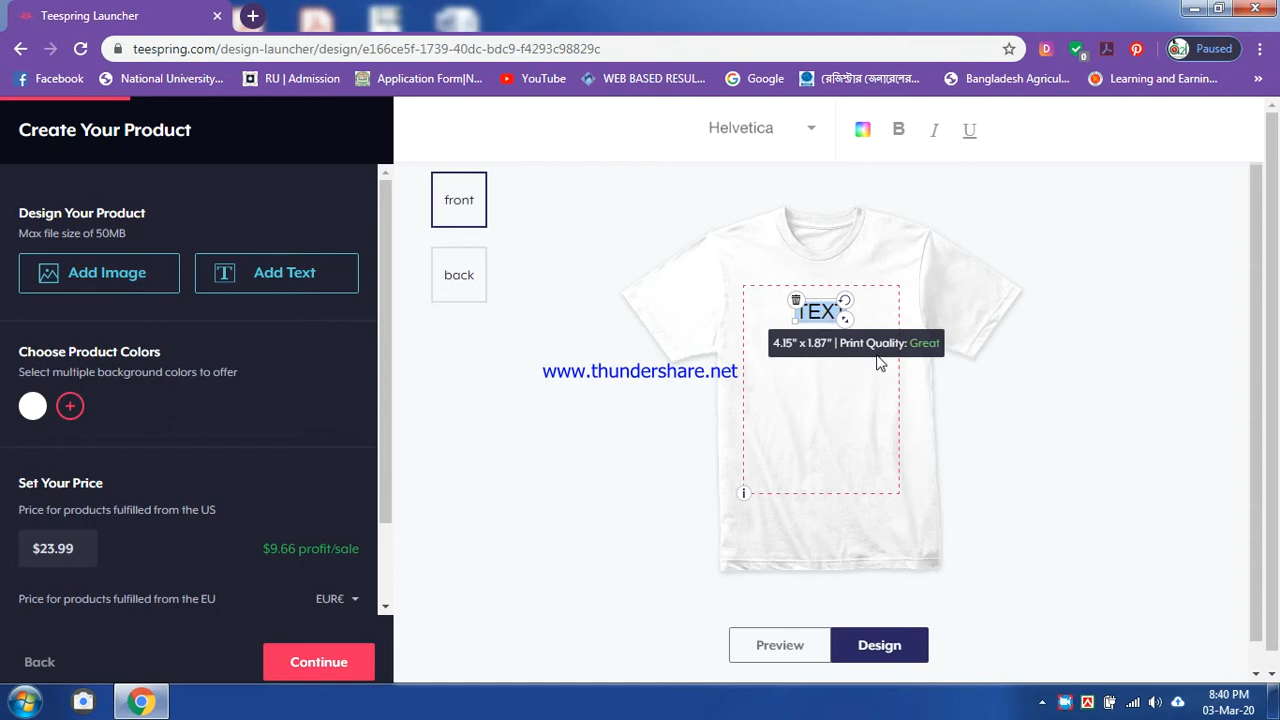 Teespring Launcher
teespring.com/design-launcher/design/e166ce5f-1739-40dc-bdc9-f4293c98829c
Paused
Facebook
National University...
RU | Admission
Application Form|N...
YouTube
WEB BASED RESUL...
Google
রেজিস্টার জেনারেলের...
Bangladesh Agricul...
Learning and Earnin...
Create Your Product
Helvetica
B I U
Design Your Product
Max file size of 50MB
Add Image
Add Text
front
back
TEXT
4.15" x 1.87" | Print Quality: Great
www.thundershare.net
Choose Product Colors
Select multiple background colors to offer
Set Your Price
Price for products fulfilled from the US
$23.99
$9.66 profit/sale
Price for products fulfilled from the EU
EUR€
Back
Continue
Preview
Design
8:40 PM
03-Mar-20